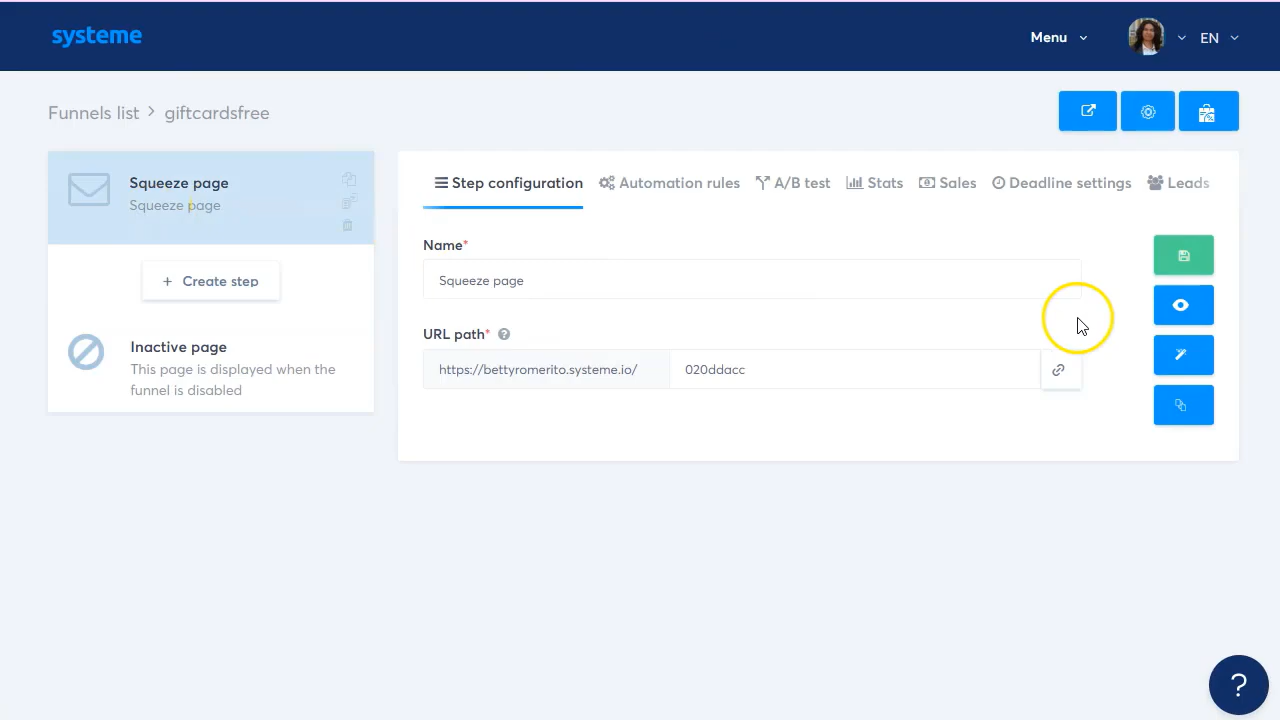 systeme
Menu
EN
Funnels list > giftcardsfree
Squeeze page
Squeeze page
+ Create step
Inactive page
This page is displayed when the
funnel is disabled
Step configuration Automation rules A/B test Stats Sales Deadline settings Leads
Name*
Squeeze page
URL path* ?
https://bettyromerito.systeme.io/ 020ddacc
?